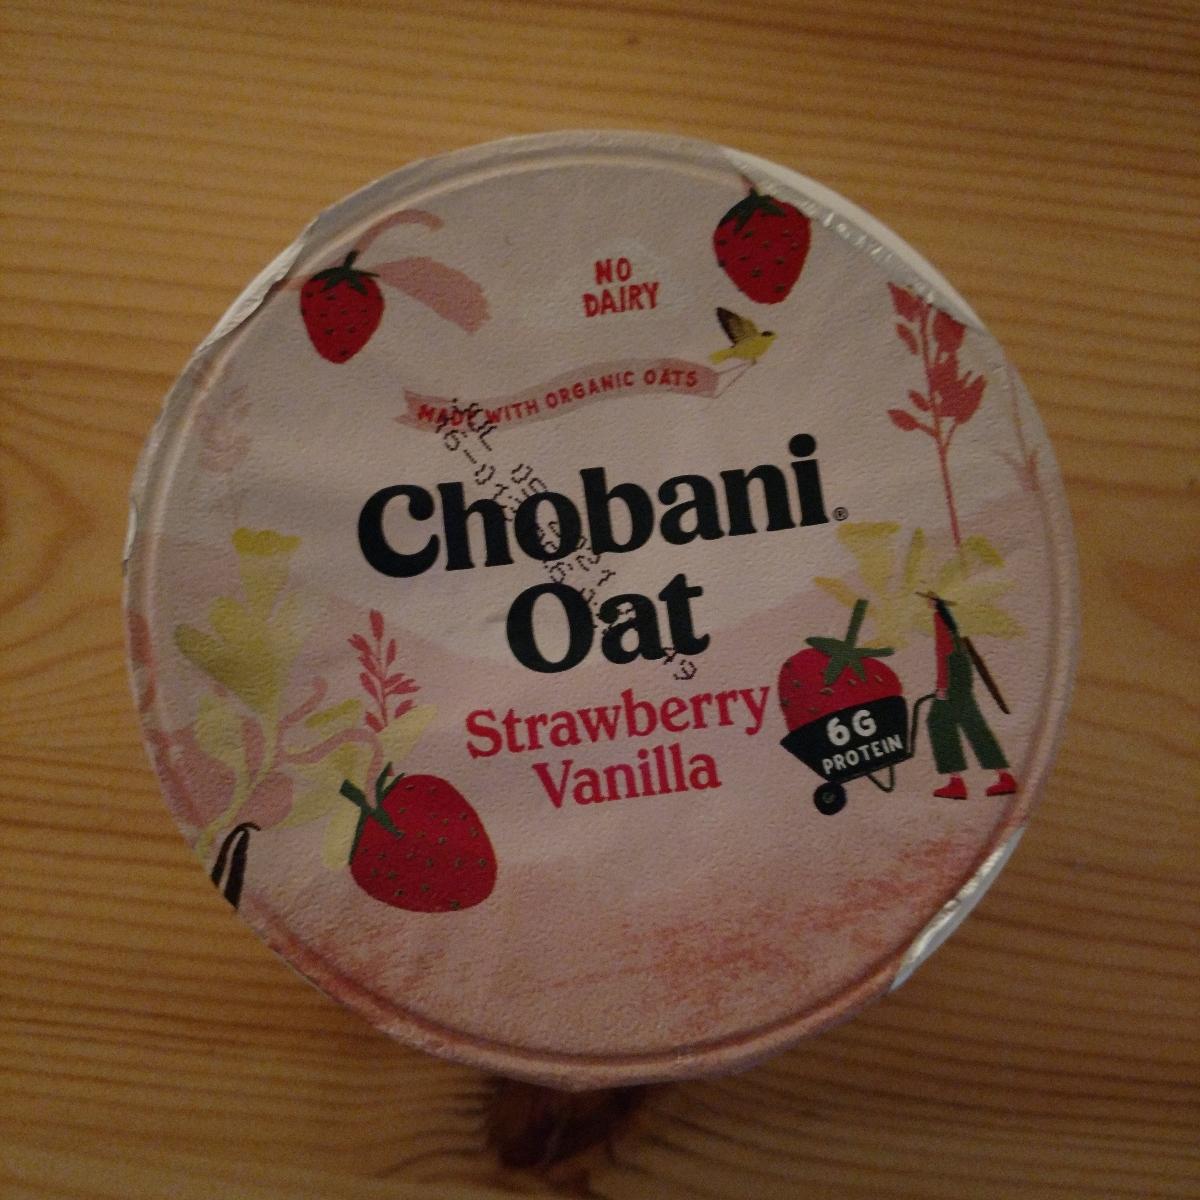 NO
DAIRY
MADE WITH ORGANIC OATS
Chobani®
Oat
Strawberry
Vanilla
6G
PROTEIN